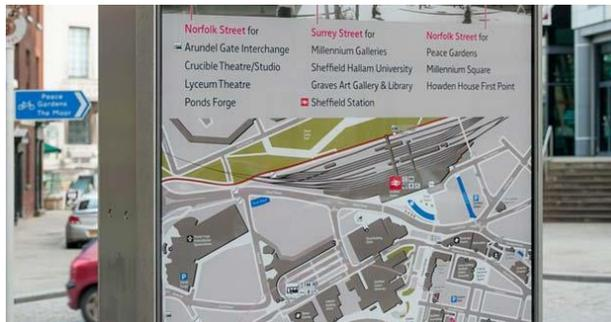 Norfolk Street for
Arundel Gate Interchange
Crucible Theatre/Studio
Lyceum Theatre
Ponds Forge
Surrey Street for
Millennium Galleries
Sheffield Hallam University
Graves Art Gallery & Library
Sheffield Station
Norfolk Street for
Peace Gardens
Millennium Square
Howden House First Point
Peace
Gardens
The Moor